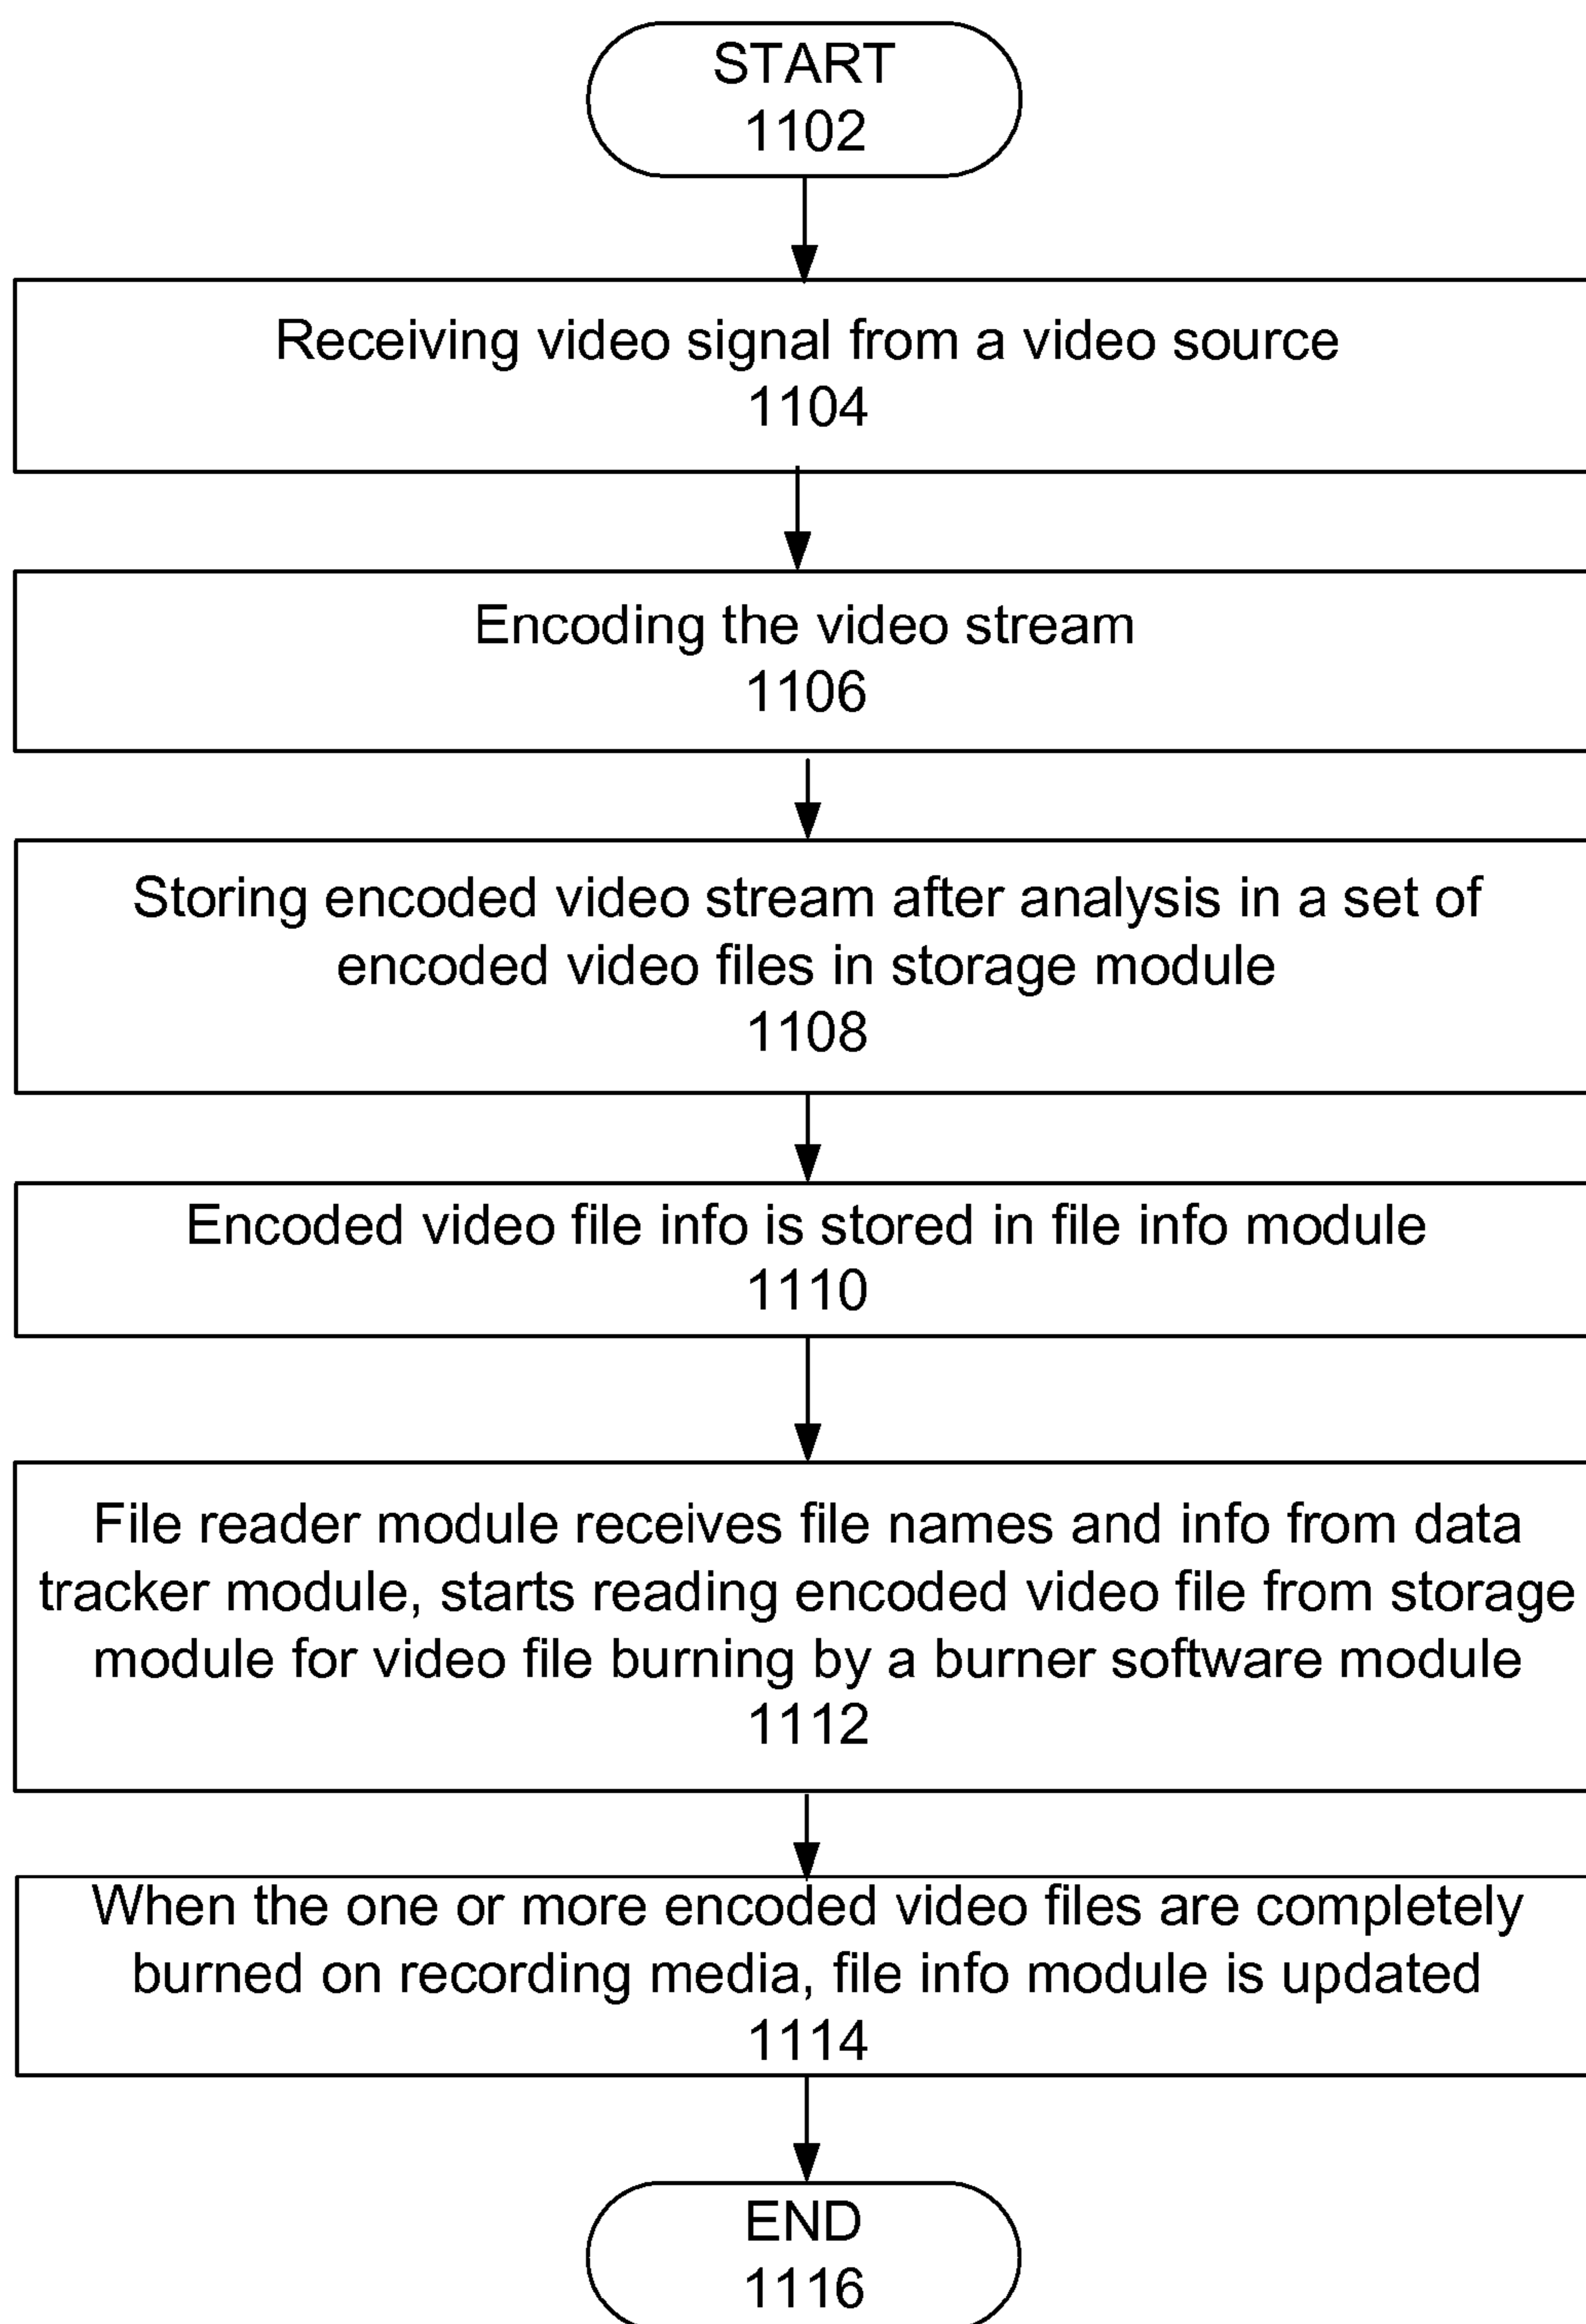 START
1102
Receiving video signal from a video source
1104
Encoding the video stream
1106
Storing encoded video stream after analysis in a set of
encoded video files in storage module
1108
Encoded video file info is stored in file info module
1110
File reader module receives file names and info from data
tracker module, starts reading encoded video file from storage
module for video file burning by a burner software module
1112
When the one or more encoded video files are completely
burned on recording media, file info module is updated
1114
END
1116